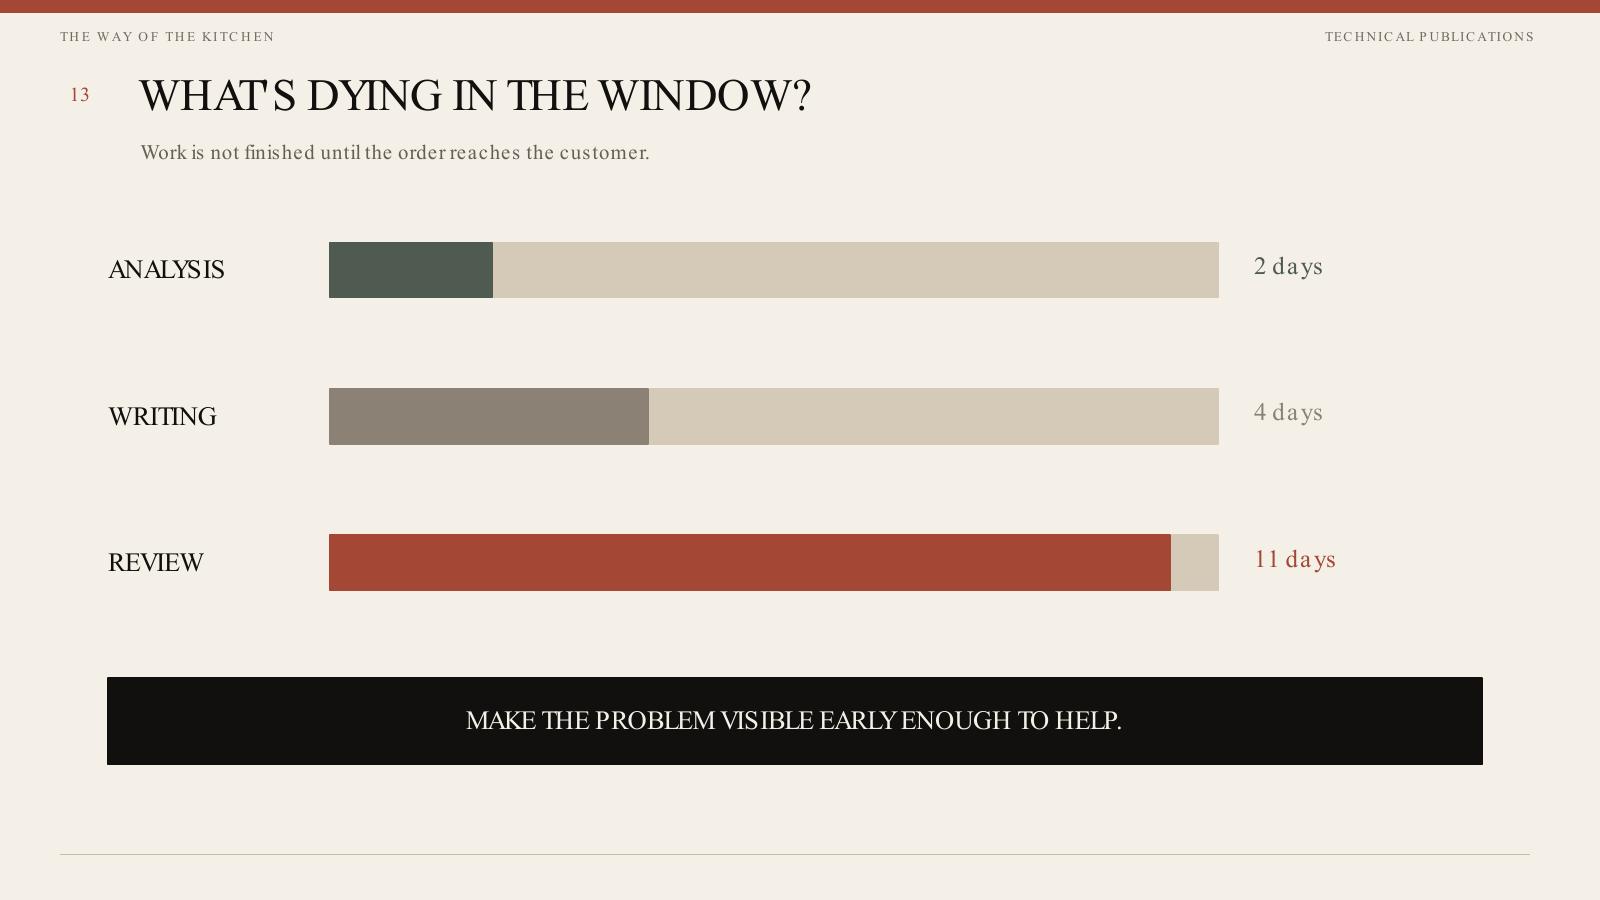 THE WAY OF THE KITCHEN
TECHNICAL PUBLICATIONS
13
WHAT'S DYING IN THE WINDOW?
Work is not finished until the order reaches the customer.
ANALYSIS
2 days
WRITING
4 days
REVIEW
11 days
MAKE THE PROBLEM VISIBLE EARLY ENOUGH TO HELP.